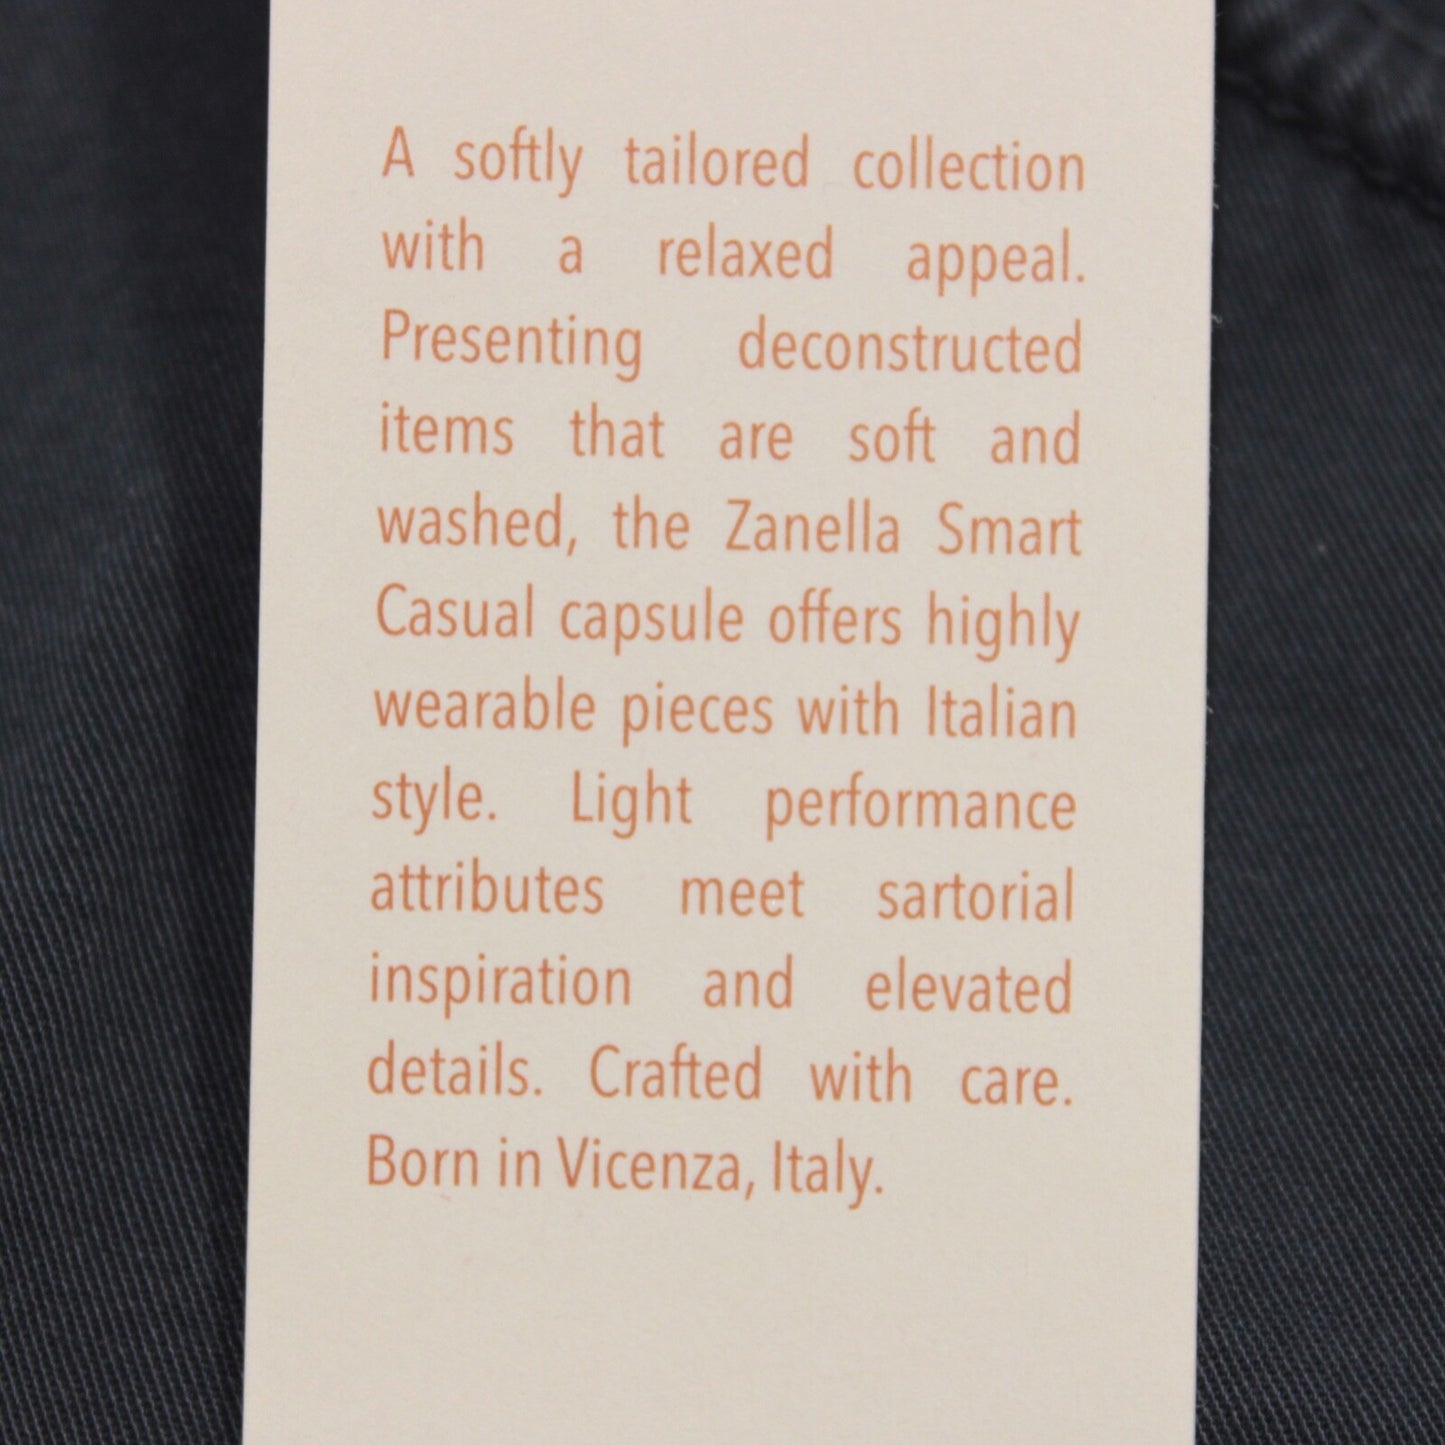 A softly tailored collection
with a relaxed appeal.
Presenting deconstructed
items that are soft and
washed, the Zanella Smart
Casual capsule offers highly
wearable pieces with Italian
style. Light performance
attributes meet sartorial
inspiration and elevated
details. Crafted with care.
Born in Vicenza, Italy.